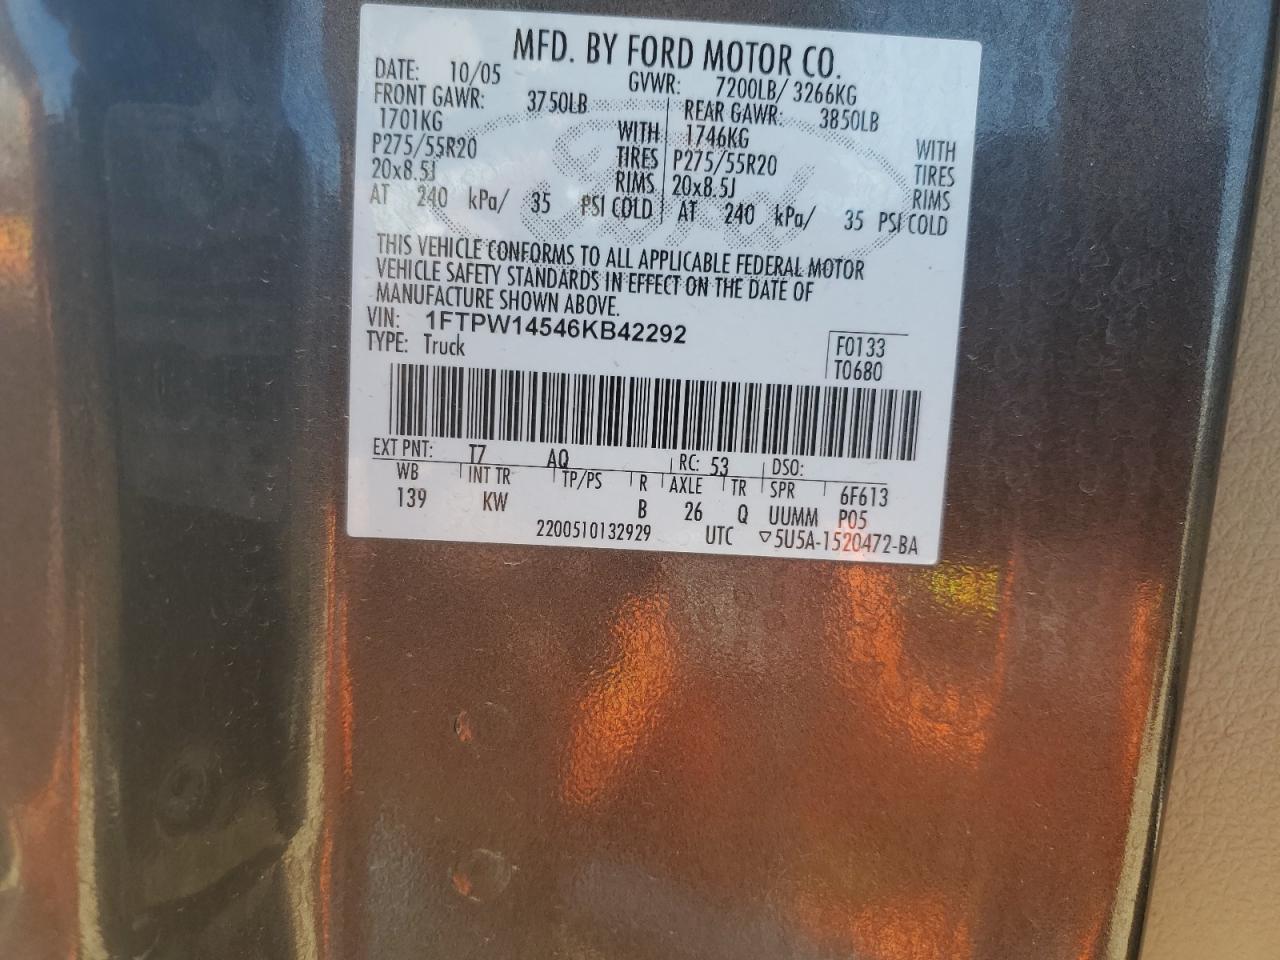 MFD. BY FORD MOTOR CO.
DATE: 10/05 GVWR: 7200LB/ 3266KG
FRONT GAWR: 3750LB REAR GAWR: 3850LB
1701KG WITH 1746KG WITH
P275/55R20 TIRES P275/55R20 TIRES
20x8.5J RIMS 20x8.5J RIMS
AT 240 kPa/ 35 PSI COLD AT 240 kPa/ 35 PSI COLD
THIS VEHICLE CONFORMS TO ALL APPLICABLE FEDERAL MOTOR
VEHICLE SAFETY STANDARDS IN EFFECT ON THE DATE OF
MANUFACTURE SHOWN ABOVE.
VIN: 1FTPW14546KB42292
TYPE: Truck F0133
T0680
EXT PNT: T7 AQ RC: 53 DSO:
WB INT TR TP/PS R AXLE TR SPR 6F613
139 KW B 26 Q UUMM P05
2200510132929 UTC ▽5U5A-1520472-BA